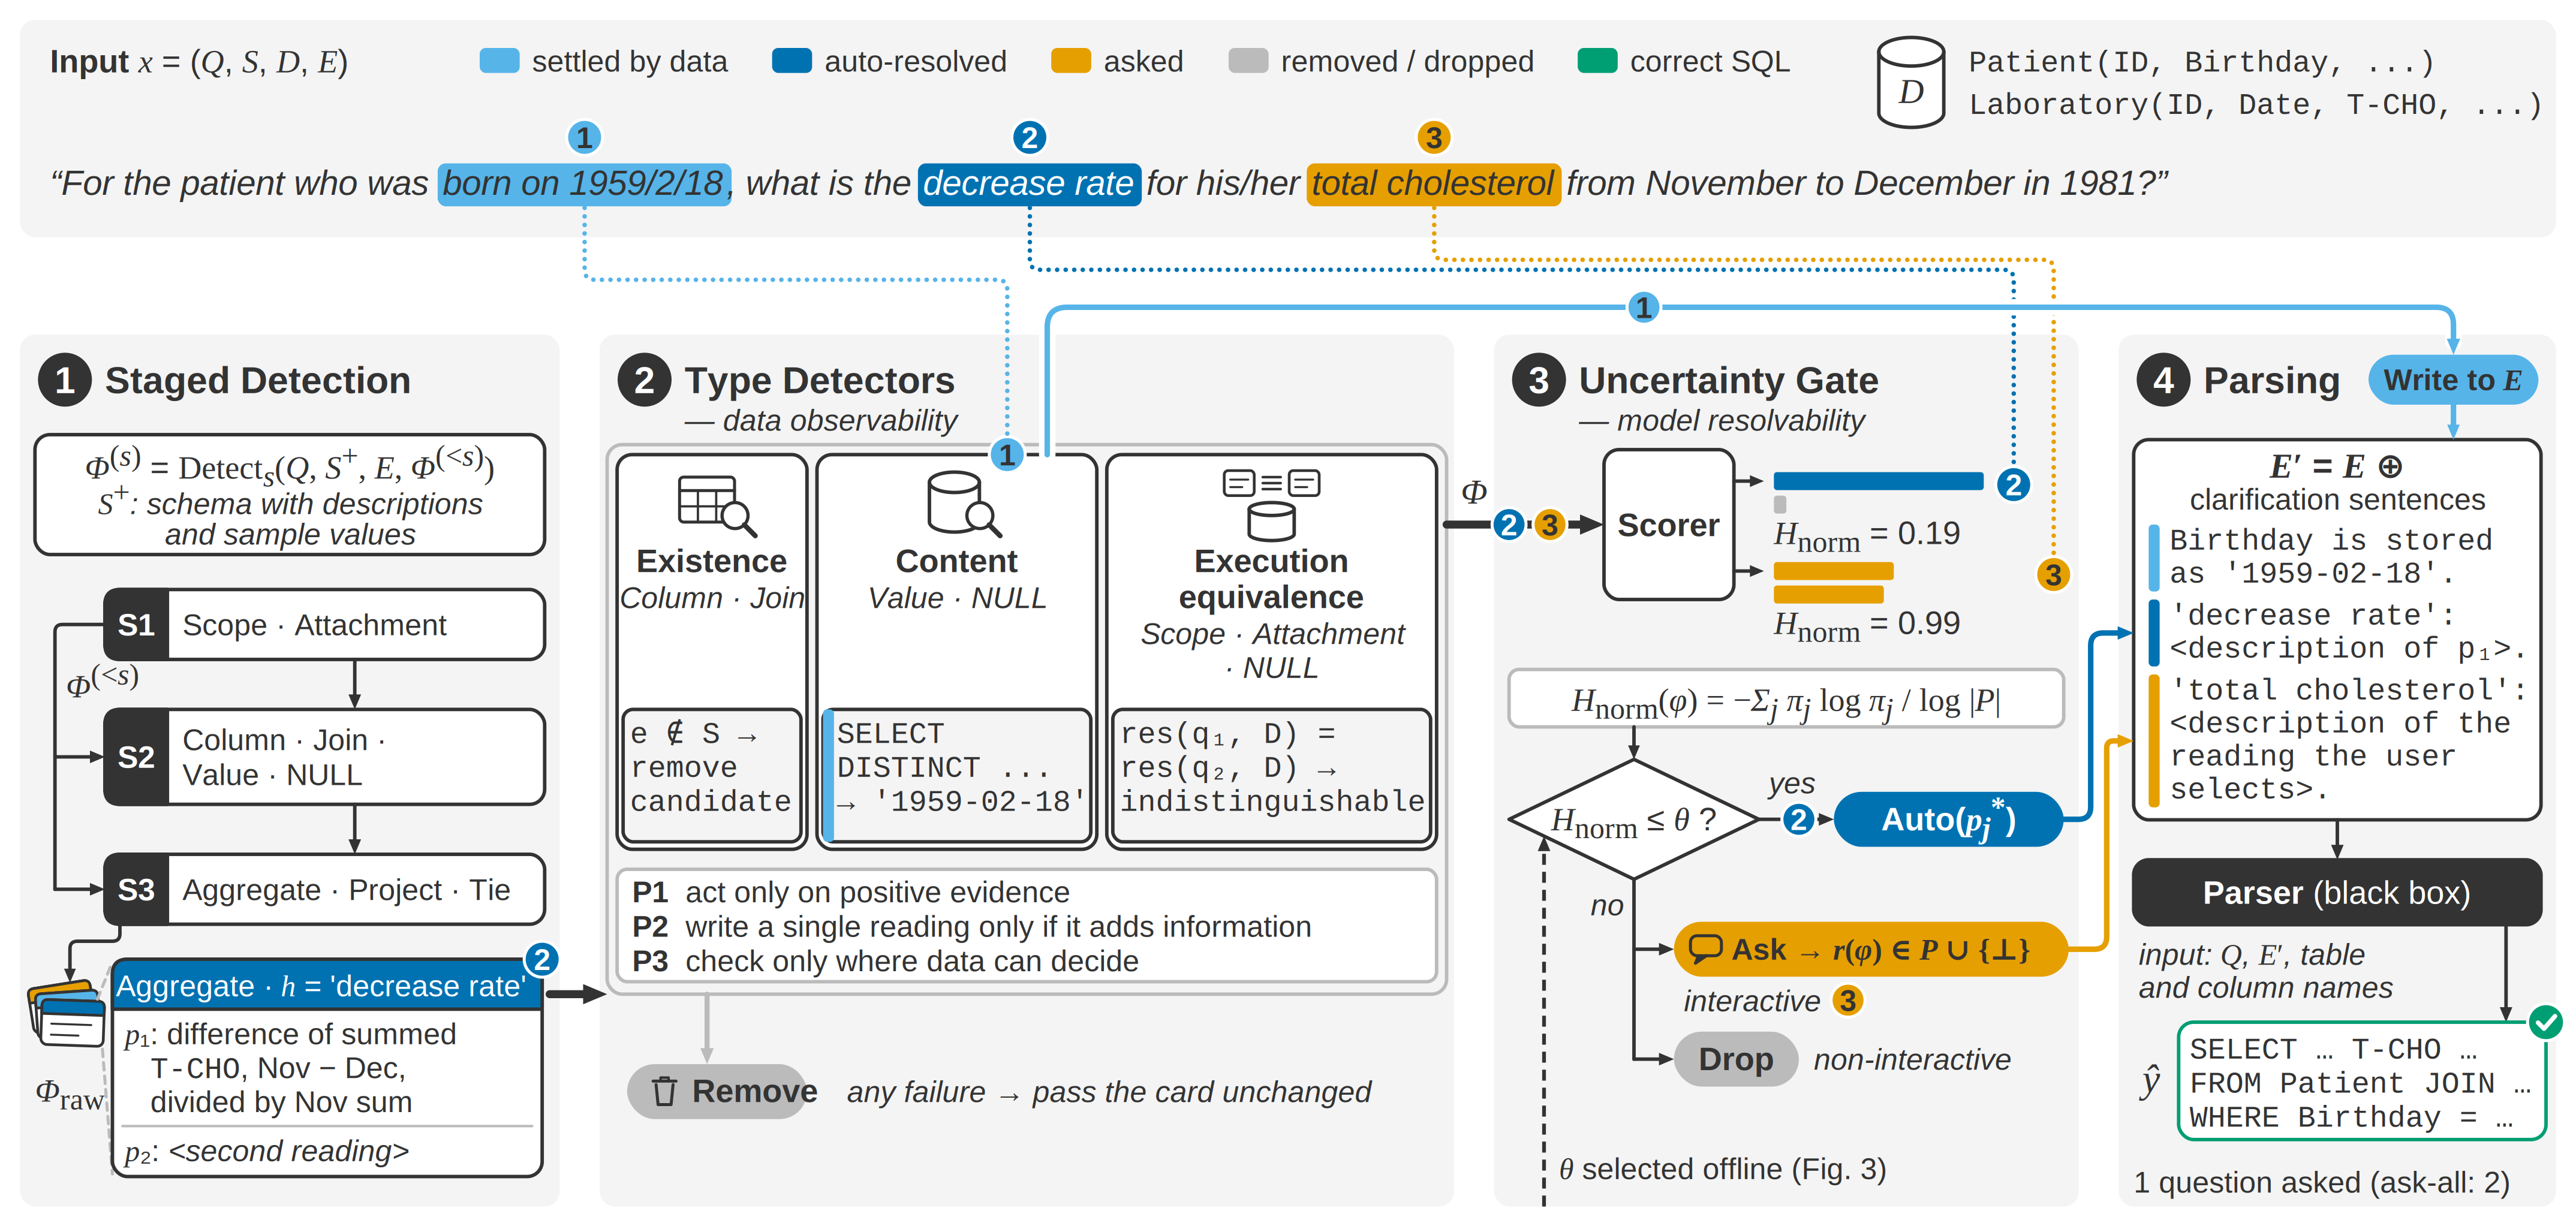 Input x = (Q, S, D, E)
settled by data
auto-resolved
asked
removed / dropped
correct SQL
D
Patient(ID, Birthday, ...)
Laboratory(ID, Date, T-CHO, ...)
1
2
3
“For the patient who was born on 1959/2/18, what is the decrease rate for his/her total cholesterol from November to December in 1981?”
1
1 Staged Detection
Φ(s) = Detects(Q, S+, E, Φ(<s))
S+: schema with descriptions
and sample values
S1 Scope · Attachment
Φ(<s)
S2 Column · Join ·
Value · NULL
S3 Aggregate · Project · Tie
2
Aggregate · h = 'decrease rate'
p₁: difference of summed
T-CHO, Nov − Dec,
divided by Nov sum
p₂: <second reading>
Φraw
2 Type Detectors
— data observability
1
Existence
Column · Join
e ∉ S →
remove
candidate
Content
Value · NULL
SELECT
DISTINCT ...
→ '1959-02-18'
Execution
equivalence
Scope · Attachment
· NULL
res(q₁, D) =
res(q₂, D) →
indistinguishable
P1 act only on positive evidence
P2 write a single reading only if it adds information
P3 check only where data can decide
Remove
any failure → pass the card unchanged
Φ
2 3
3 Uncertainty Gate
— model resolvability
Scorer
2
Hnorm = 0.19
3
Hnorm = 0.99
Hnorm(φ) = −Σj πj log πj / log |P|
Hnorm ≤ θ ?
yes
2
Auto(pj*)
no
Ask → r(φ) ∈ P ∪ {⊥}
interactive 3
Drop
non-interactive
θ selected offline (Fig. 3)
4 Parsing
Write to E
E′ = E ⊕
clarification sentences
Birthday is stored
as '1959-02-18'.
'decrease rate':
<description of p₁>.
'total cholesterol':
<description of the
reading the user
selects>.
Parser (black box)
input: Q, E′, table
and column names
ŷ
SELECT … T-CHO …
FROM Patient JOIN …
WHERE Birthday = …
1 question asked (ask-all: 2)